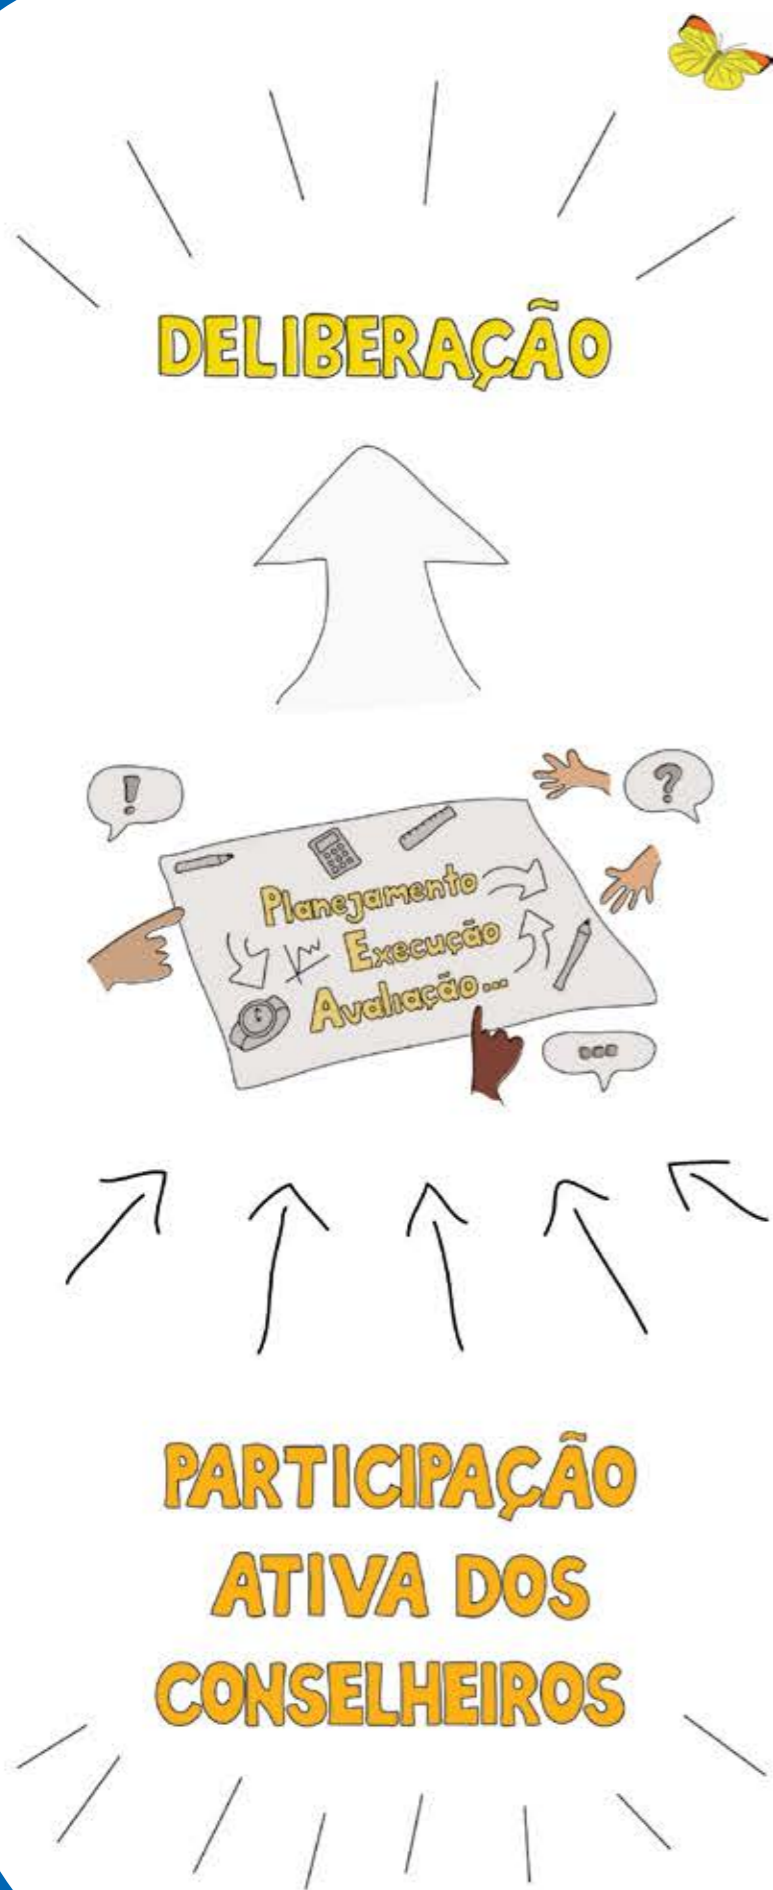 DELIBERAÇÃO
!
?
Planejamento
Execução
Avaliação...
...
PARTICIPAÇÃO
ATIVA DOS
CONSELHEIROS